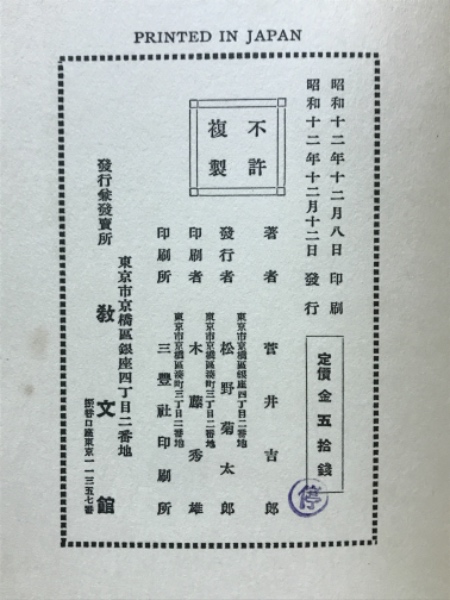 PRINTED IN JAPAN
昭和十二年十二月八日 印刷
昭和十二年十二月十二日 發行
定價金五拾錢
停
不許
複製
著者 菅井吉郎
東京市京橋區銀座四丁目二番地
發行者 松野菊太郎
東京市京橋區湊町三丁目二番地
印刷者 木藤秀雄
東京市京橋區湊町三丁目二番地
印刷所 三豐社印刷所
發行兼發賣所
東京市京橋區銀座四丁目二番地
敎文館
振替口座東京一一三五七番